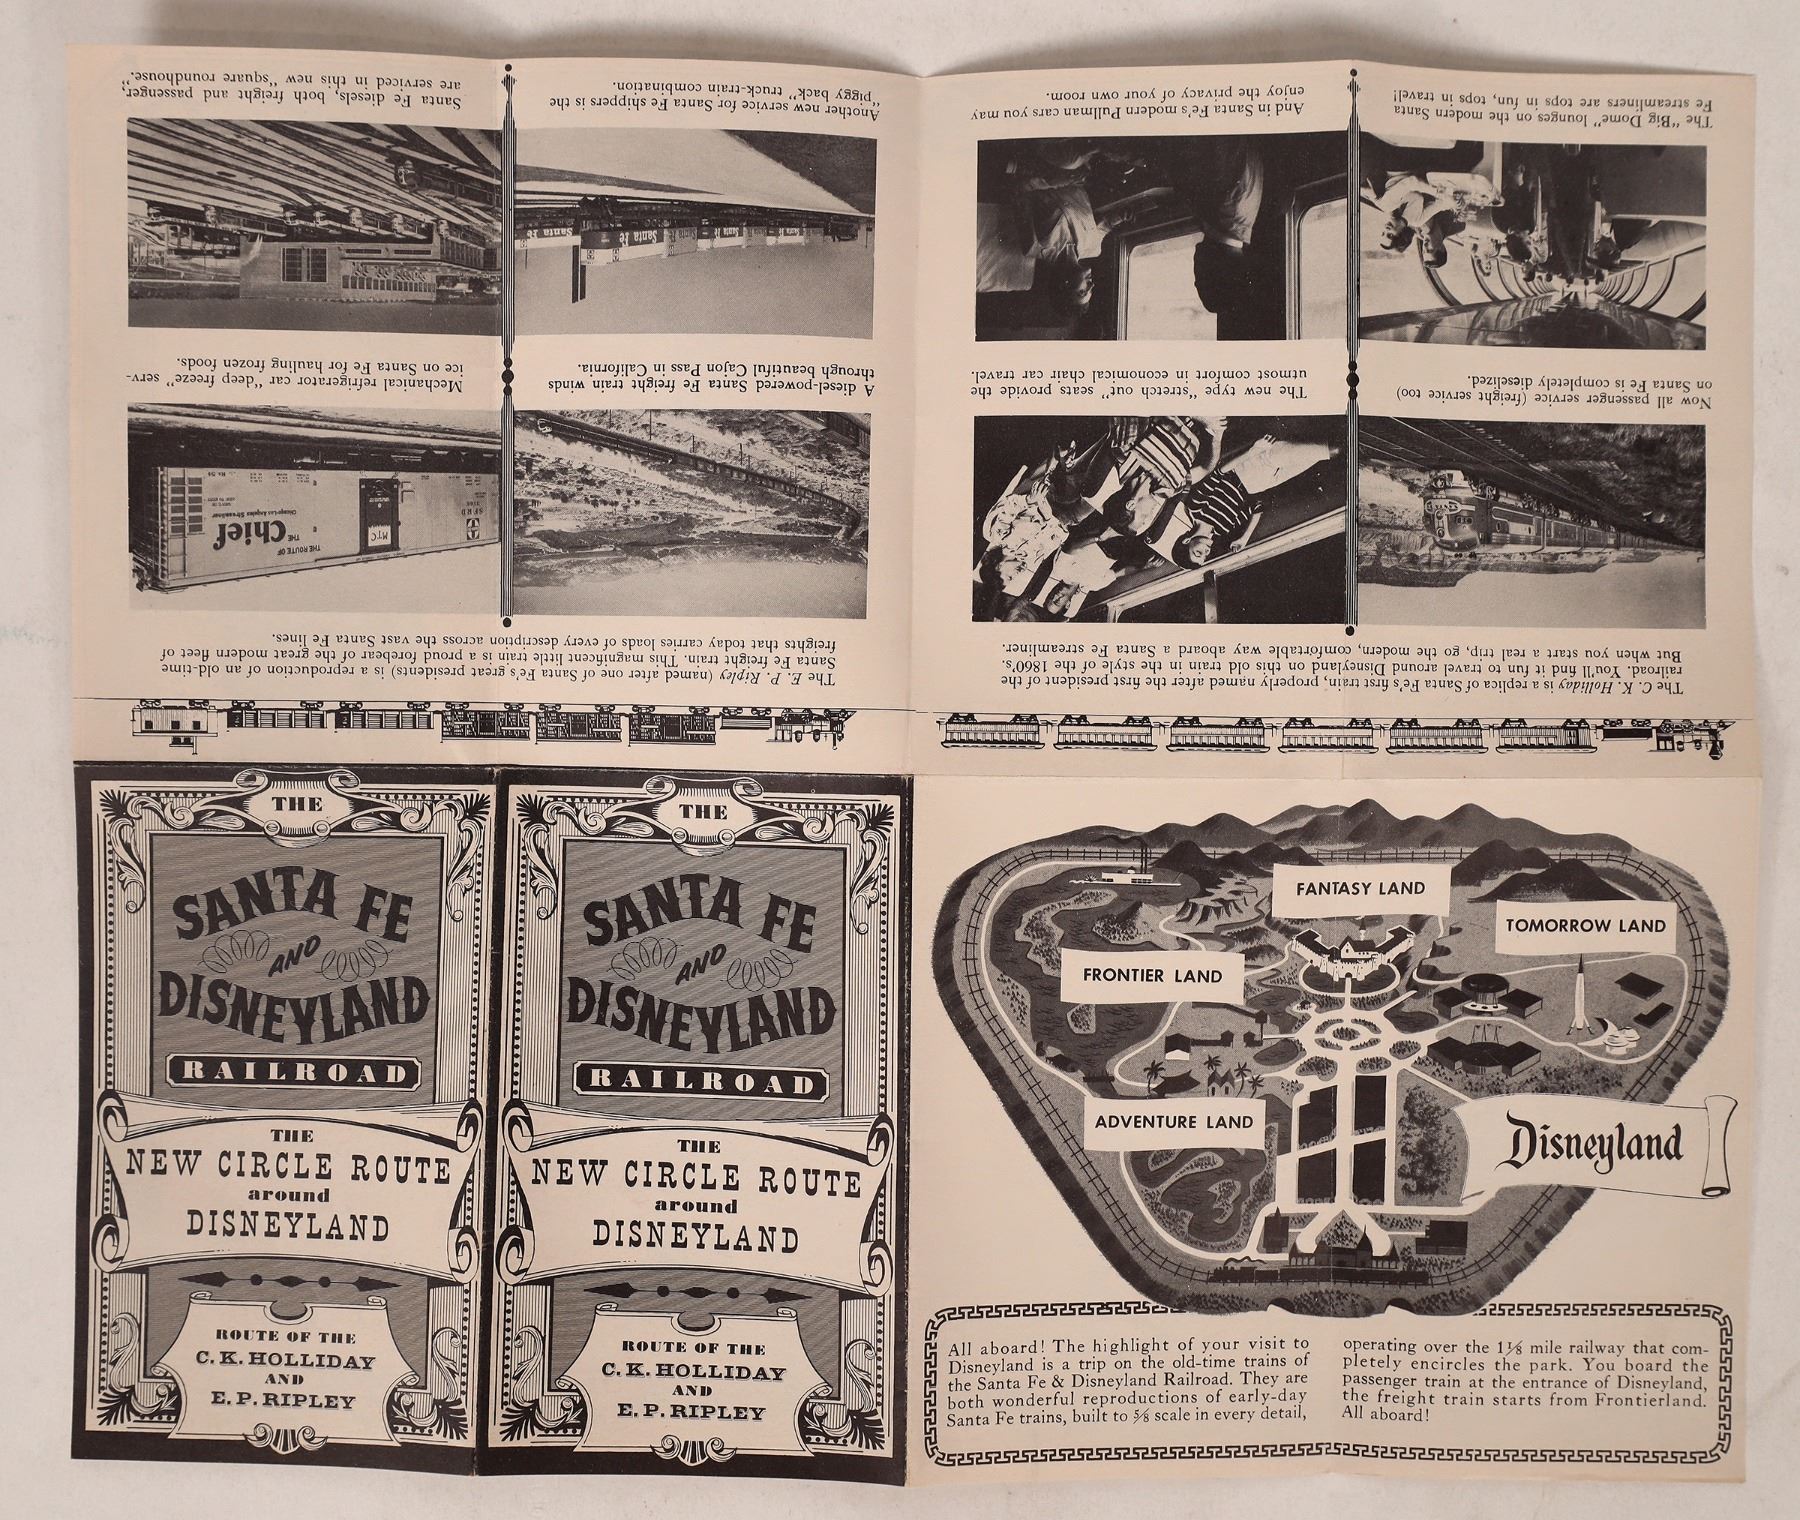 THE
SANTA FE
AND
DISNEYLAND
RAILROAD
THE
NEW CIRCLE ROUTE
around
DISNEYLAND
ROUTE OF THE
C. K. HOLLIDAY
AND
E. P. RIPLEY
THE
SANTA FE
AND
DISNEYLAND
RAILROAD
THE
NEW CIRCLE ROUTE
around
DISNEYLAND
ROUTE OF THE
C. K. HOLLIDAY
AND
E. P. RIPLEY
FANTASY LAND
TOMORROW LAND
FRONTIER LAND
ADVENTURE LAND
Disneyland
All aboard! The highlight of your visit to
Disneyland is a trip on the old-time trains of
the Santa Fe & Disneyland Railroad. They are
both wonderful reproductions of early-day
Santa Fe trains, built to 5/8 scale in every detail,
operating over the 1 1/8 mile railway that com-
pletely encircles the park. You board the
passenger train at the entrance of Disneyland,
the freight train starts from Frontierland.
All aboard!
The C. K. Holliday is a replica of Santa Fe's first train, properly named after the first president of the
railroad. You'll find it fun to travel around Disneyland on this old train in the style of the 1860's.
But when you start a real trip, go the modern, comfortable way aboard a Santa Fe streamliner.
Now all passenger service (freight service too)
on Santa Fe is completely dieselized.
The new type "stretch out" seats provide the
utmost comfort in economical chair car travel.
The "Big Dome" lounges on the modern Santa
Fe streamliners are tops in fun, tops in travel!
And in Santa Fe's modern Pullman cars you may
enjoy the privacy of your own room.
The E. P. Ripley (named after one of Santa Fe's great presidents) is a reproduction of an old-time
Santa Fe freight train. This magnificent little train is a proud forebear of the great modern fleet of
freights that today carries loads of every description across the vast Santa Fe lines.
A diesel-powered Santa Fe freight train winds
through beautiful Cajon Pass in California.
THE ROUTE OF
THE Chief
Chicago-Los Angeles Streamliner
MTC
SFRD
Mechanical refrigerator car "deep freeze" serv-
ice on Santa Fe for hauling frozen foods.
Santa Fe
Santa Fe
Santa Fe
Santa Fe
Another new service for Santa Fe shippers is the
"piggy back" truck-train combination.
Santa Fe diesels, both freight and passenger,
are serviced in this new "square roundhouse."